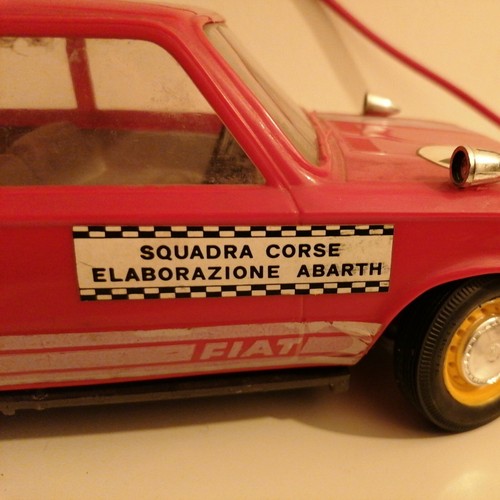 SQUADRA CORSE
ELABORAZIONE ABARTH
FIAT